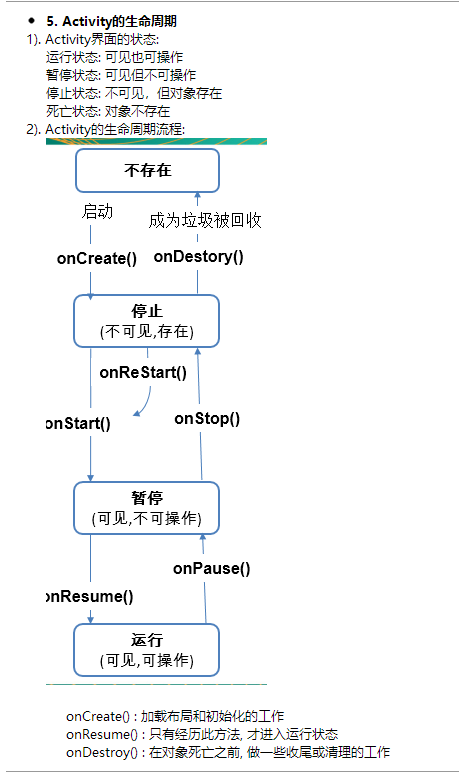 5. Activity的生命周期
1). Activity界面的状态:
运行状态: 可见也可操作
暂停状态: 可见但不可操作
停止状态: 不可见，但对象存在
死亡状态: 对象不存在
2). Activity的生命周期流程:
不存在
启动
成为垃圾被回收
onCreate()
onDestory()
停止
(不可见,存在)
onReStart()
onStart()
onStop()
暂停
(可见,不可操作)
onPause()
onResume()
运行
(可见,可操作)
onCreate() : 加载布局和初始化的工作
onResume() : 只有经历此方法, 才进入运行状态
onDestroy() : 在对象死亡之前, 做一些收尾或清理的工作